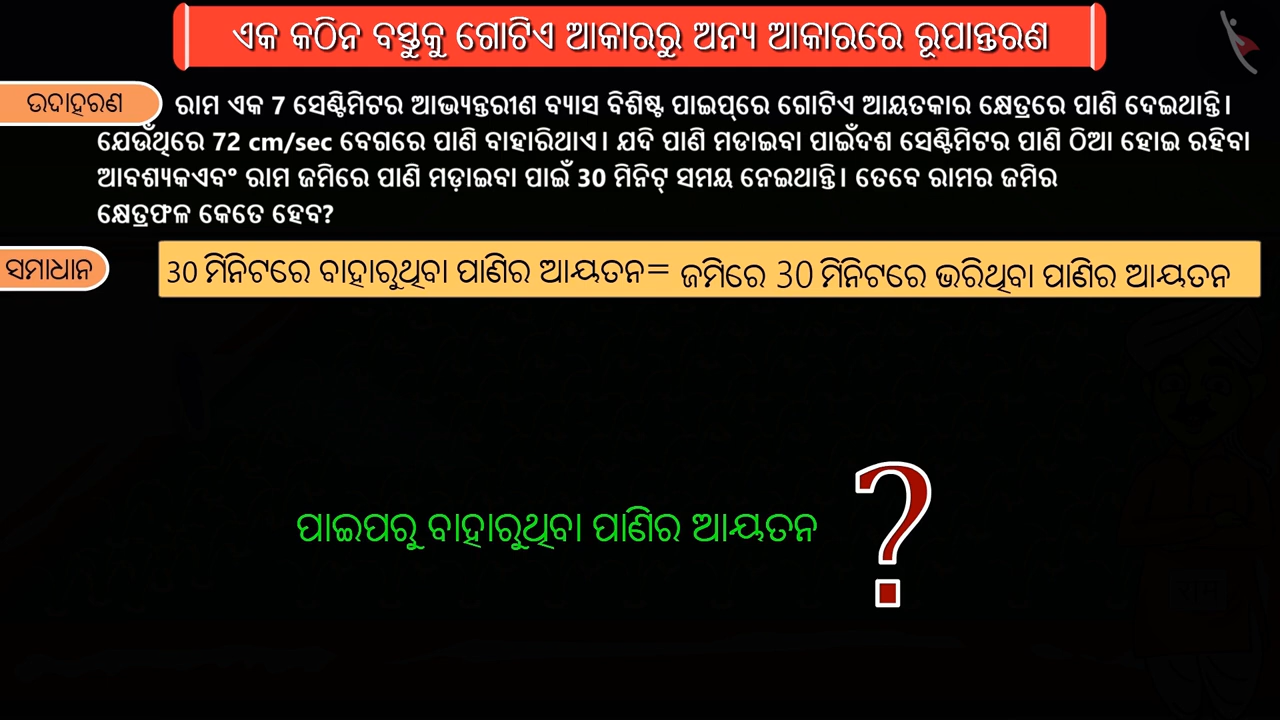 ଏକ କଠିନ ବସ୍ତୁକୁ ଗୋଟିଏ ଆକାରରୁ ଅନ୍ୟ ଆକାରରେ ରୂପାନ୍ତରଣ
ଉଦାହରଣ
ରାମ ଏକ 7 ସେଣ୍ଟିମିଟର ଆଭ୍ୟନ୍ତରୀଣ ବ୍ୟାସ ବିଶିଷ୍ଟ ପାଇପ୍‌ରେ ଗୋଟିଏ ଆୟତକାର କ୍ଷେତ୍ରରେ ପାଣି ଦେଇଥାନ୍ତି।
ଯେଉଁଥିରେ 72 cm/sec ବେଗରେ ପାଣି ବାହାରିଥାଏ। ଯଦି ପାଣି ମଡାଇବା ପାଇଁଦଶ ସେଣ୍ଟିମିଟର ପାଣି ଠିଆ ହୋଇ ରହିବା
ଆବଶ୍ୟକଏବଂ ରାମ ଜମିରେ ପାଣି ମଡ଼ାଇବା ପାଇଁ 30 ମିନିଟ୍ ସମୟ ନେଇଥାନ୍ତି। ତେବେ ରାମର ଜମିର
କ୍ଷେତ୍ରଫଳ କେତେ ହେବ?
ସମାଧାନ
30 ମିନିଟରେ ବାହାରୁଥିବା ପାଣିର ଆୟତନ= ଜମିରେ 30 ମିନିଟରେ ଭରିଥିବା ପାଣିର ଆୟତନ
ପାଇପରୁ ବାହାରୁଥିବା ପାଣିର ଆୟତନ ?
राम